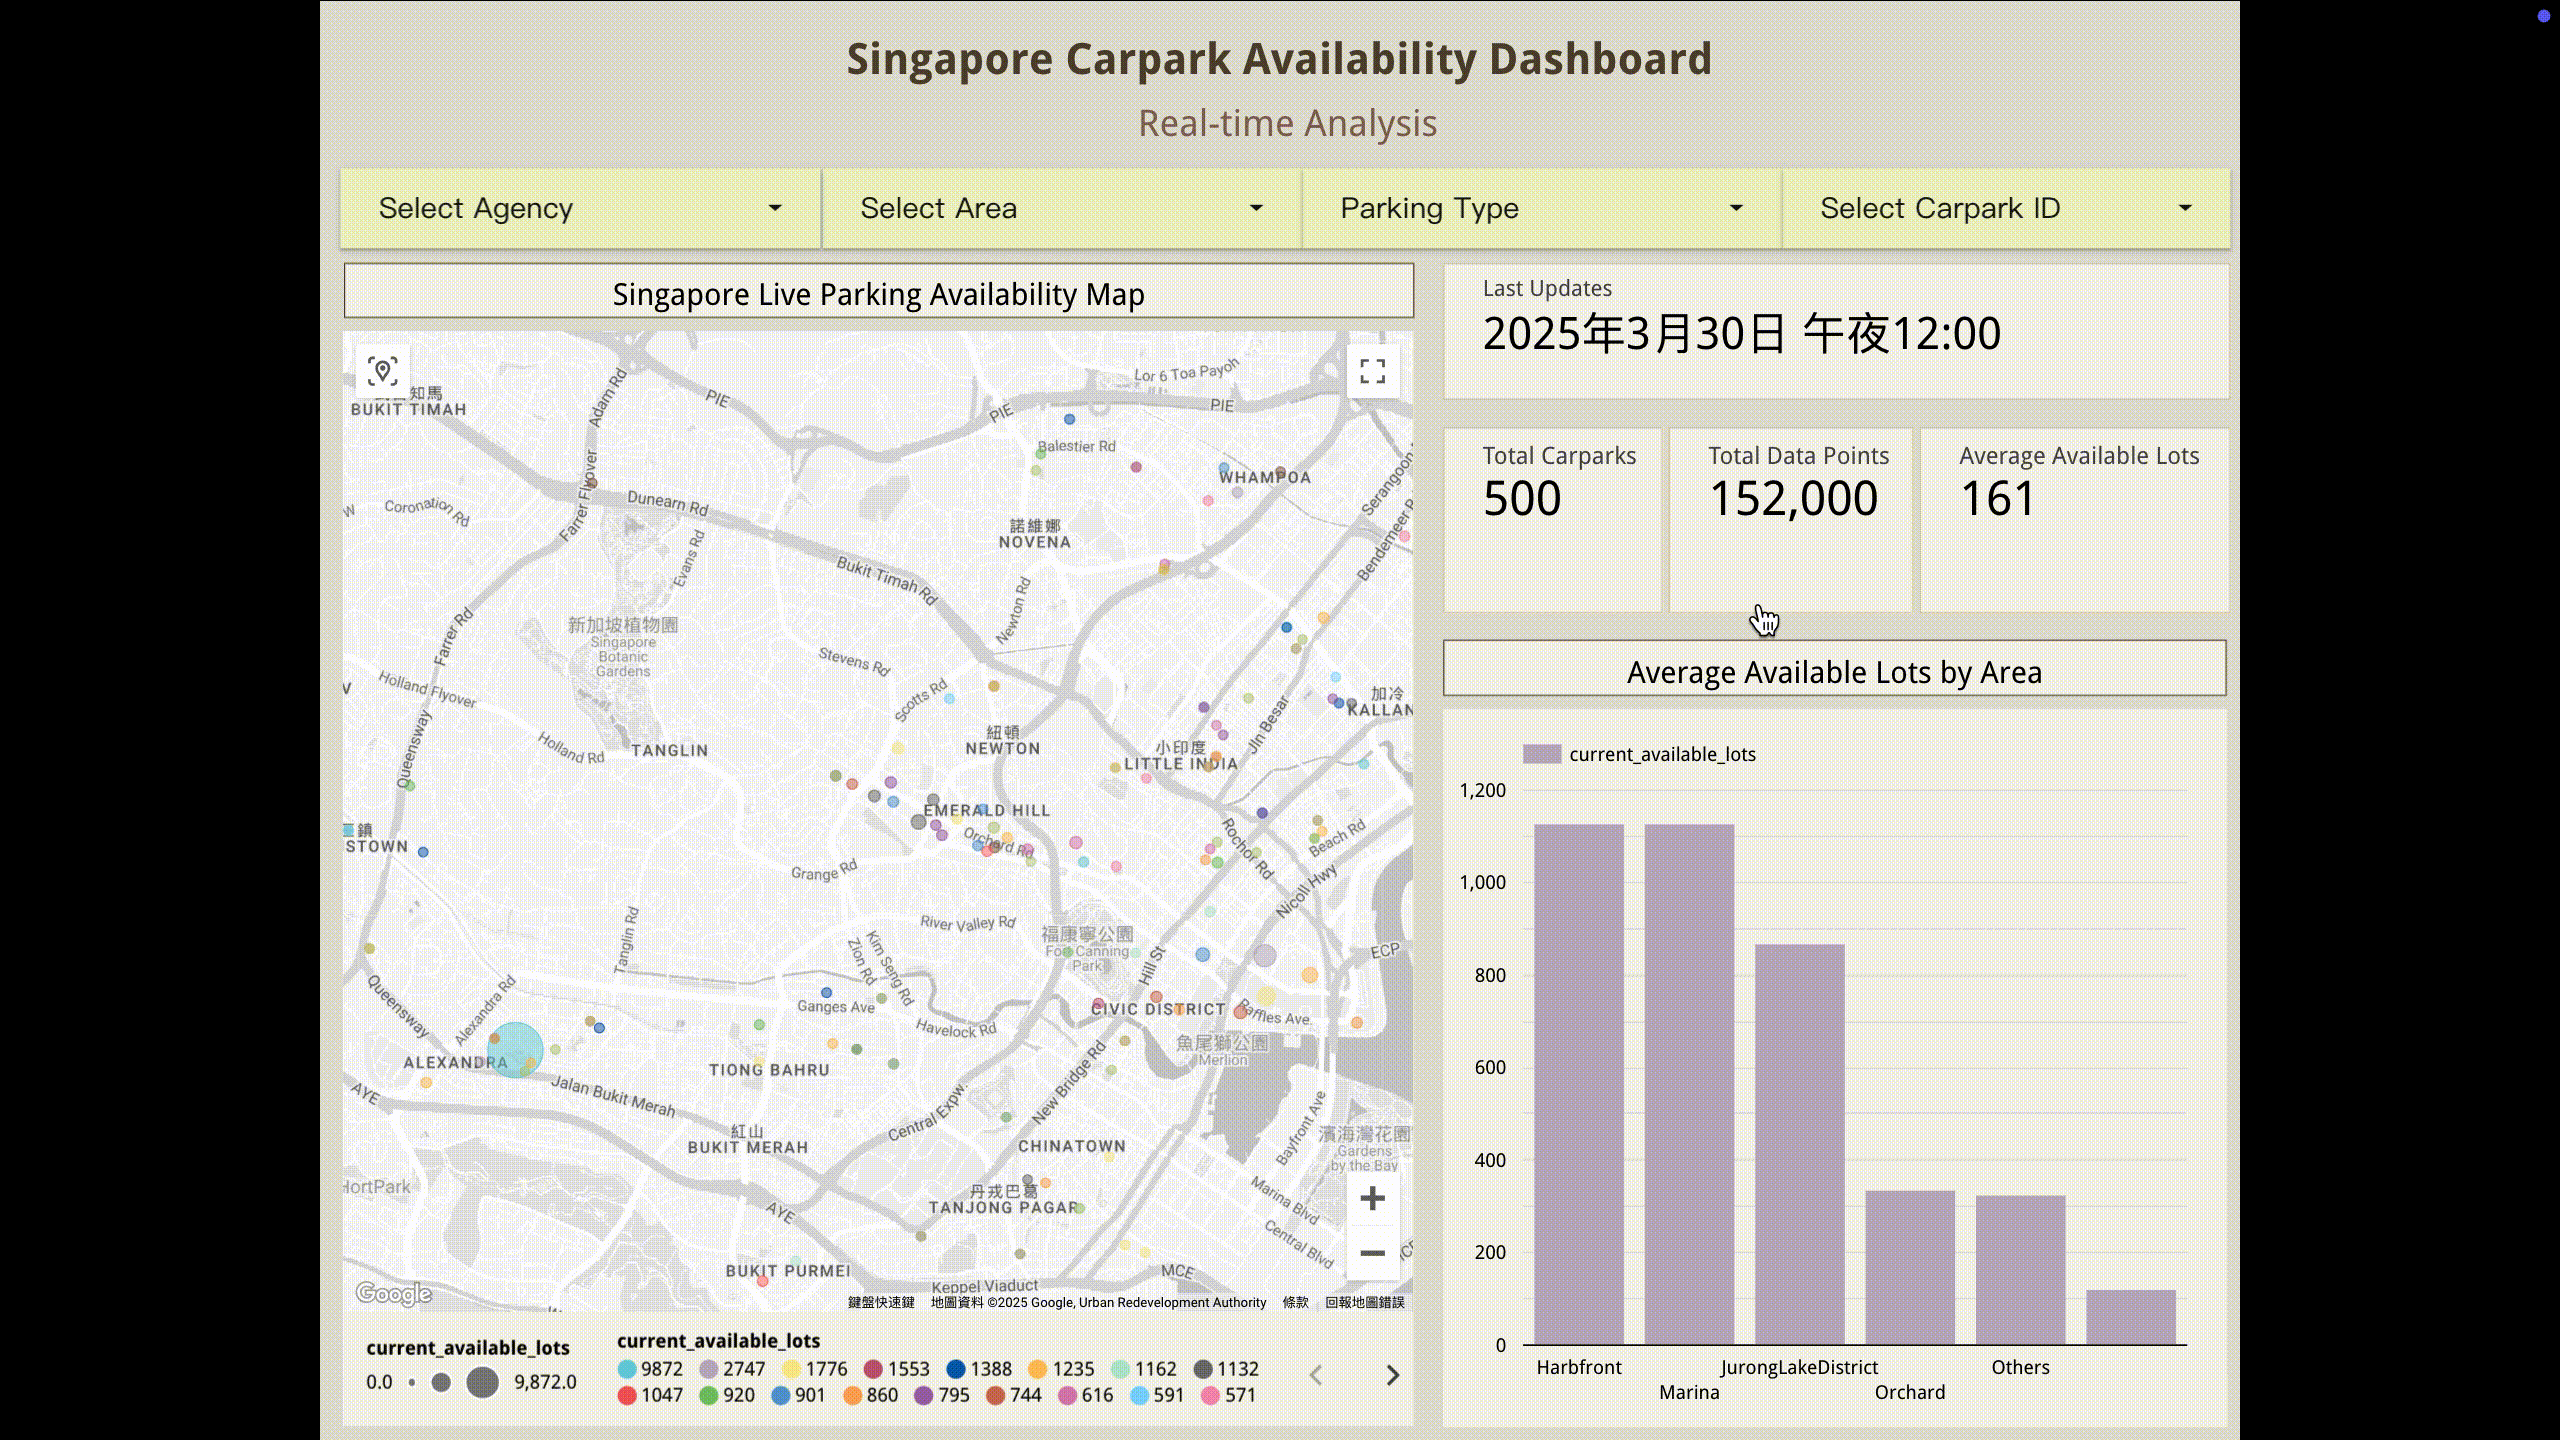 Singapore Carpark Availability Dashboard
Real-time Analysis
Select Agency
Select Area
Parking Type
Select Carpark ID
Singapore Live Parking Availability Map
Last Updates
2025年3月30日 午夜12:00
Total Carparks
500
Total Data Points
152,000
Average Available Lots
161
Average Available Lots by Area
current_available_lots
1,200
1,000
800
600
400
200
0
Harbfront
Marina
JurongLakeDistrict
Orchard
Others
知馬
BUKIT TIMAH
Adam Rd
PIE
PIE
PIE
Lor 6 Toa Payoh
Balestier Rd
WHAMPOA
Serangoon
Bendemeer R
Coronation Rd
Farrer Flyover
Dunearn Rd
Evans Rd
諾維娜
NOVENA
Bukit Timah Rd
Newton Rd
新加坡植物園
Singapore
Botanic
Gardens
Farrer Rd
Stevens Rd
Holland Flyover
Scotts Rd
加冷
KALLAN
Queensway
Holland Rd
TANGLIN
紐頓
NEWTON
小印度
LITTLE INDIA
Jln Besar
EMERALD HILL
Orchard Rd
鎮
STOWN
Grange Rd
Rochor Rd
Beach Rd
Nicoll Hwy
River Valley Rd
Tanglin Rd
Zion Rd
Kim Seng Rd
福康寧公園
Fort Canning
Park
Hill St
ECP
Queensway
Alexandra Rd
Ganges Ave
Havelock Rd
CIVIC DISTRICT
Raffles Ave
魚尾獅公園
Merlion
ALEXANDRA
TIONG BAHRU
AYE
Jalan Bukit Merah
Central Expw.
New Bridge Rd
Bayfront Ave
紅山
BUKIT MERAH
CHINATOWN
濱海灣花園
Gardens
by the Bay
HortPark
丹戎巴葛
TANJONG PAGAR
Marina Blvd
Central Blvd
AYE
BUKIT PURMEI
Keppel Viaduct
MCE
Google
鍵盤快速鍵 地圖資料 ©2025 Google, Urban Redevelopment Authority 條款 回報地圖錯誤
current_available_lots
0.0 9,872.0
current_available_lots
9872 2747 1776 1553 1388 1235 1162 1132
1047 920 901 860 795 744 616 591 571